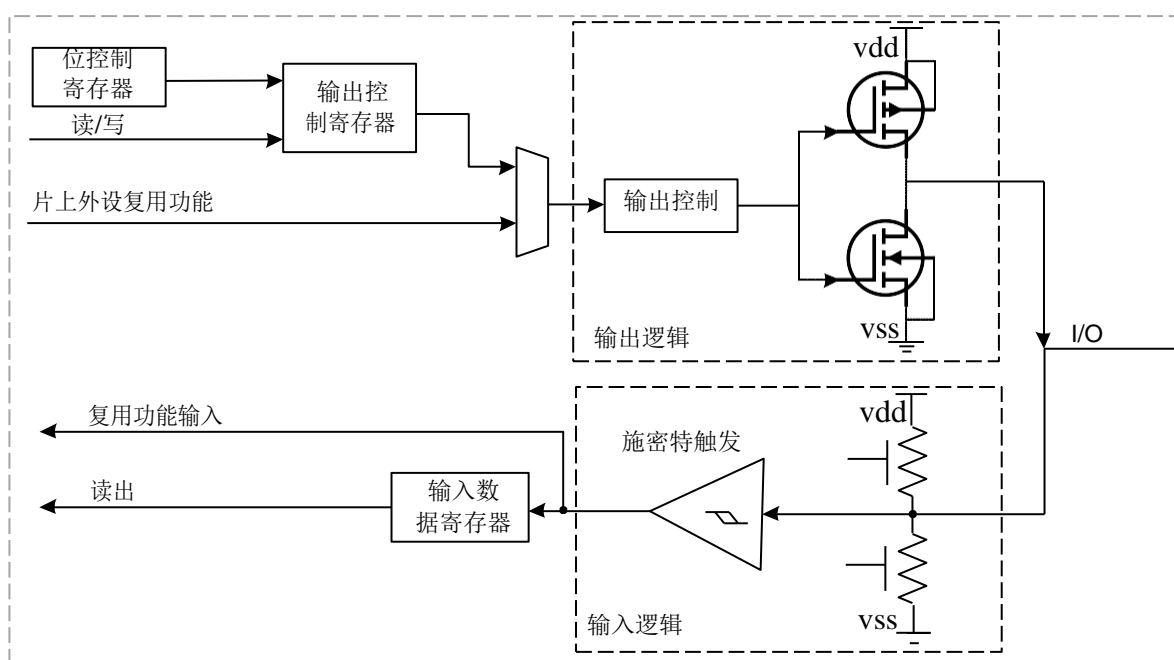 位控制
寄存器
读/写
输出控
制寄存器
片上外设复用功能
输出控制
vdd
vss
输出逻辑
I/O
复用功能输入
读出
输入数
据寄存器
施密特触发
vdd
vss
输入逻辑